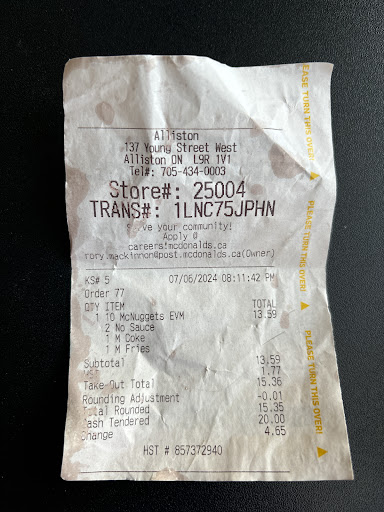 Alliston
137 Young Street West
Alliston ON L9R 1V1
Tel#: 705-434-0003
Store#: 25004
TRANS#: 1LNC75JPHN
your community!
Apply @
careers!mcdonalds.ca
rory.mackinnon@post.mcdonalds.ca(Owner)
KS# 5 07/06/2024 08:11:42 PM
Order 77
QTY ITEM TOTAL
1 10 McNuggets EVM 13.59
2 No Sauce
1 M Coke
1 M Fries
Subtotal 13.59
1.77
Take-Out Total 15.36
Rounding Adjustment -0.01
Total Rounded 15.35
Cash Tendered 20.00
Change 4.65
HST # 857372940
EASE TURN THIS OVER!
PLEASE TURN THIS OVER!
PLEASE TURN THIS OVER!